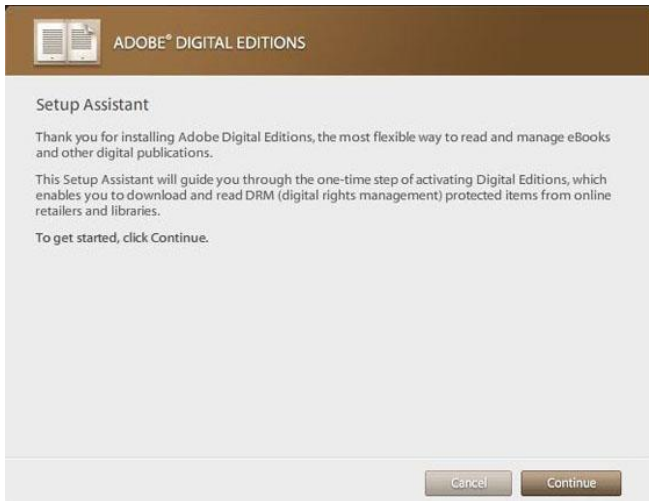 ADOBE® DIGITAL EDITIONS
Setup Assistant
Thank you for installing Adobe Digital Editions, the most flexible way to read and manage eBooks
and other digital publications.
This Setup Assistant will guide you through the one-time step of activating Digital Editions, which
enables you to download and read DRM (digital rights management) protected items from online
retailers and libraries.
To get started, click Continue.
Cancel Continue